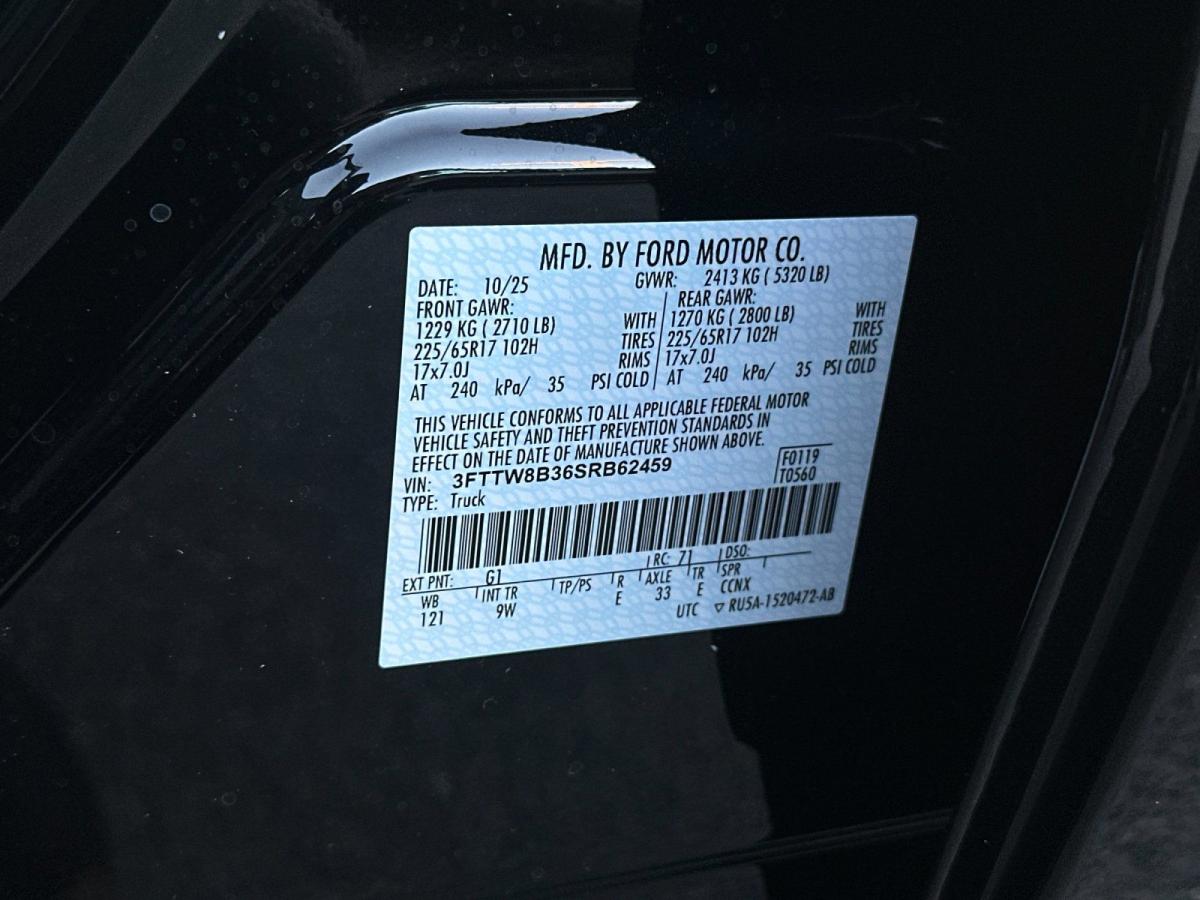 MFD. BY FORD MOTOR CO.
DATE: 10/25 GVWR: 2413 KG ( 5320 LB)
FRONT GAWR: REAR GAWR:
1229 KG ( 2710 LB) WITH 1270 KG ( 2800 LB) WITH
225/65R17 102H TIRES 225/65R17 102H TIRES
17x7.0J RIMS 17x7.0J RIMS
AT 240 kPa/ 35 PSI COLD AT 240 kPa/ 35 PSI COLD
THIS VEHICLE CONFORMS TO ALL APPLICABLE FEDERAL MOTOR
VEHICLE SAFETY AND THEFT PREVENTION STANDARDS IN
EFFECT ON THE DATE OF MANUFACTURE SHOWN ABOVE.
VIN: 3FTTW8B36SRB62459 F0119
TYPE: Truck T0560
EXT PNT: G1 RC: 71 DSO:
WB INT TR TP/PS R AXLE TR SPR
121 9W E 33 E CCNX
UTC ▽ RU5A-1520472-AB